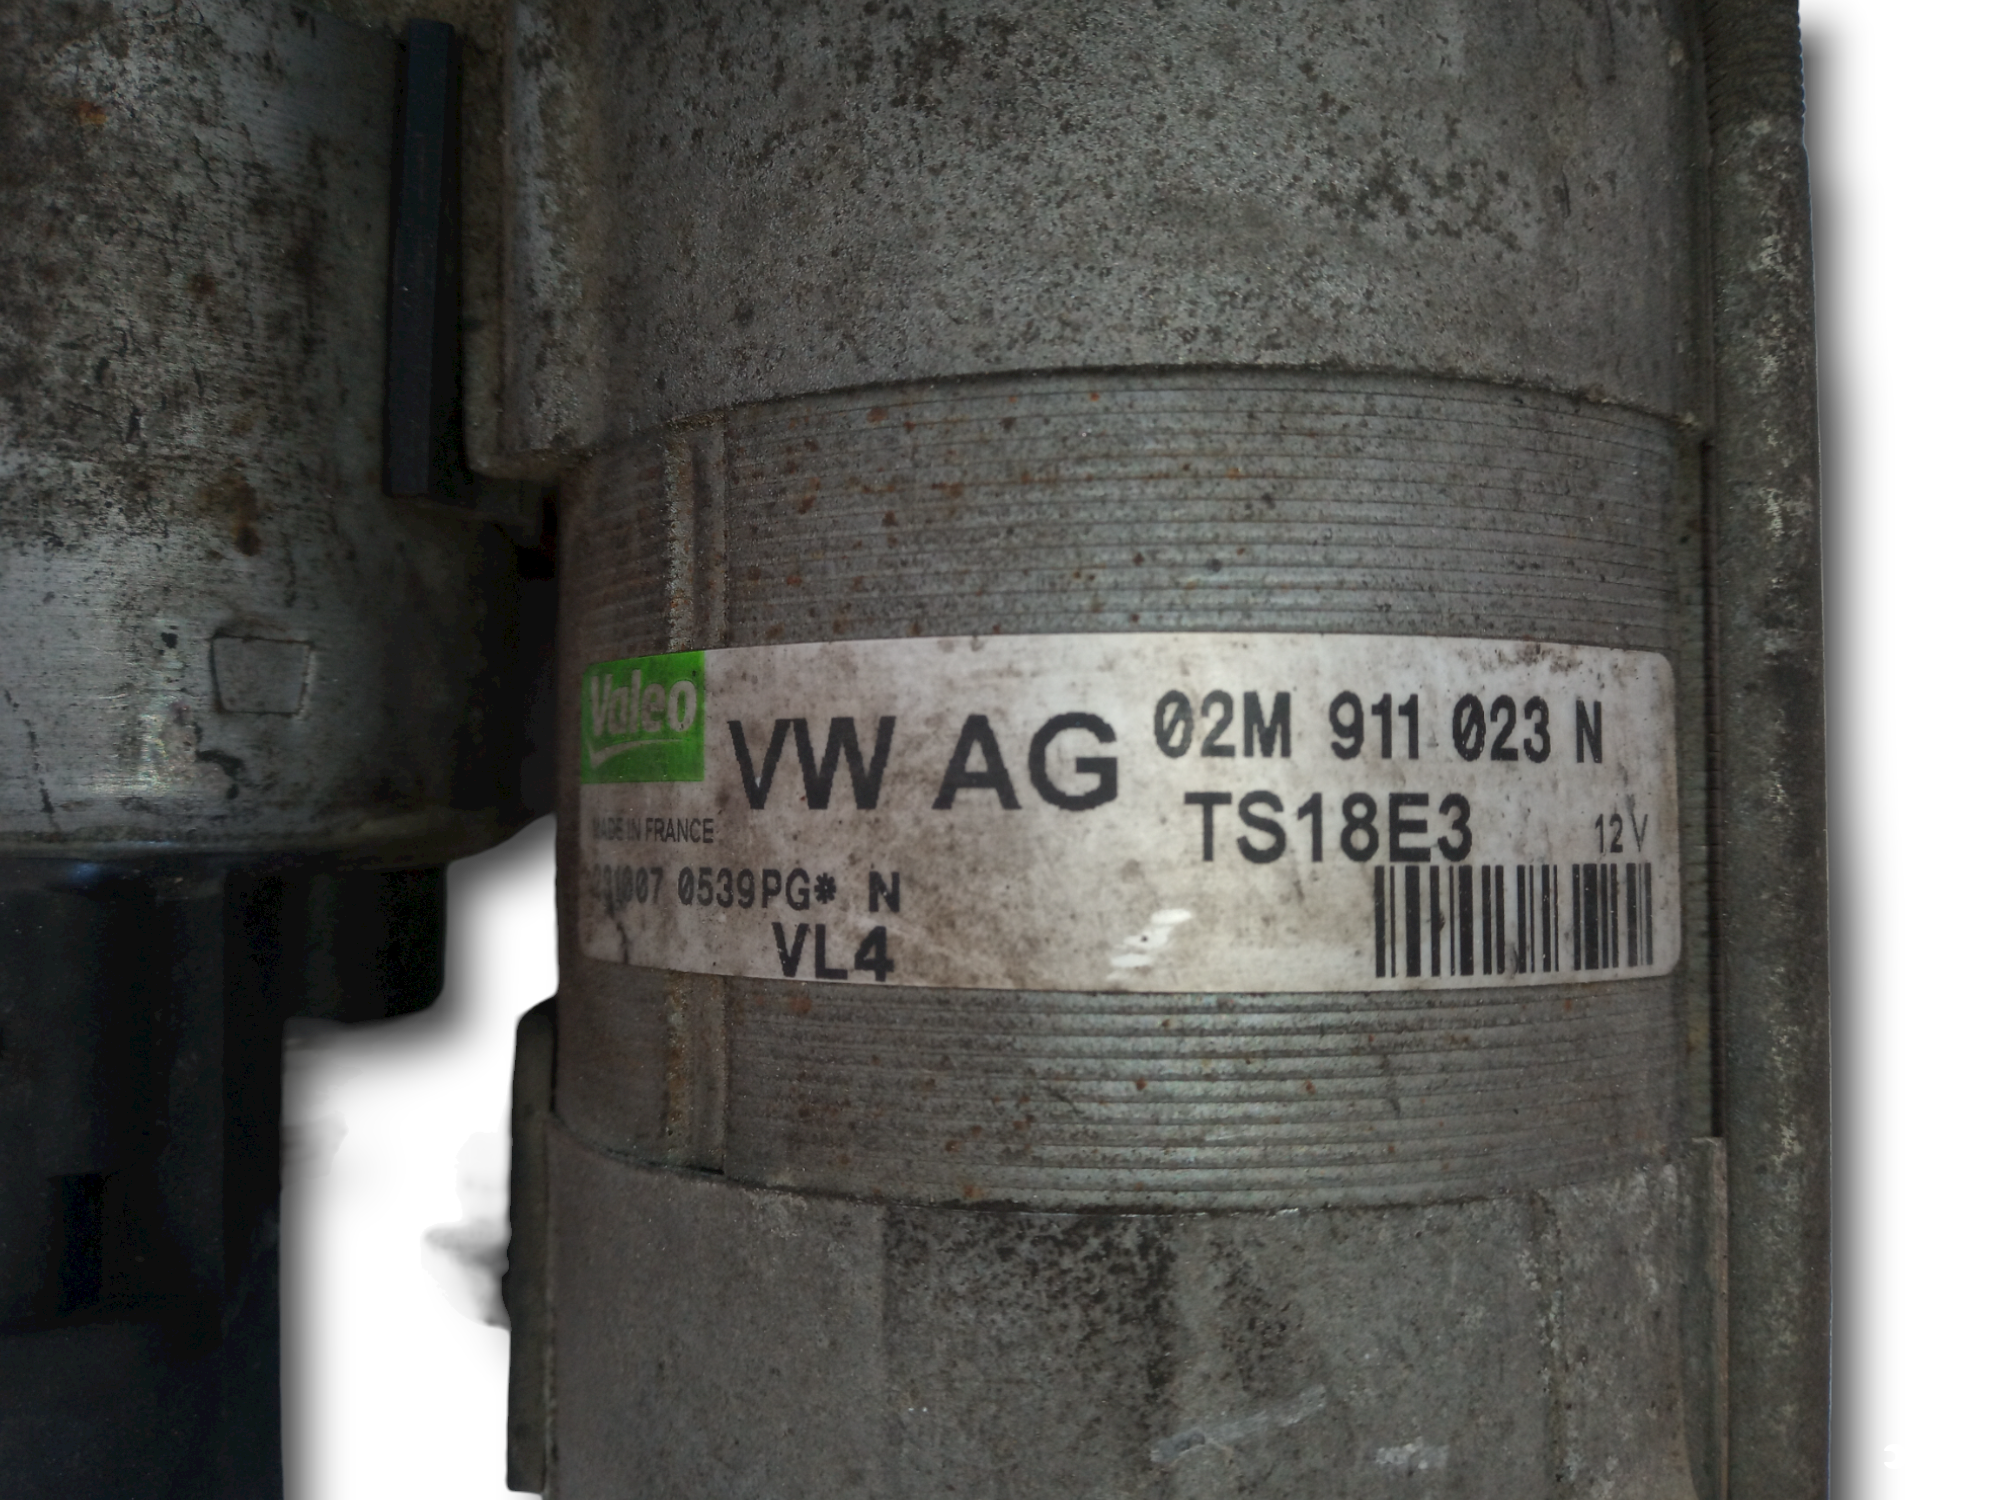 Valeo
VW AG
02M 911 023 N
TS18E3
12 V
MADE IN FRANCE
0539PG* N
VL4